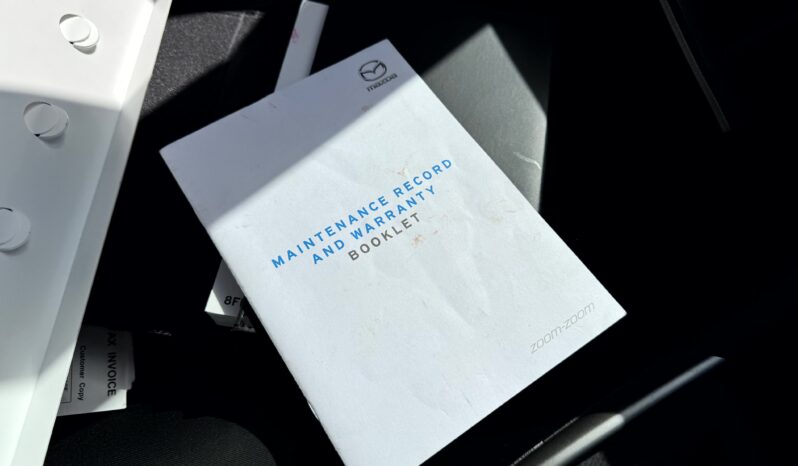 mazda
MAINTENANCE RECORD
AND WARRANTY
BOOKLET
zoom-zoom
8F
AX INVOICE
Customer Copy